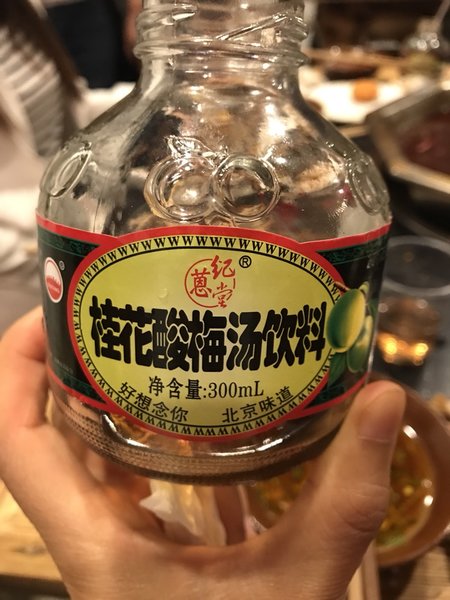 纪蕙堂®
桂花酸梅汤饮料
净含量:300mL
好想念你 北京味道